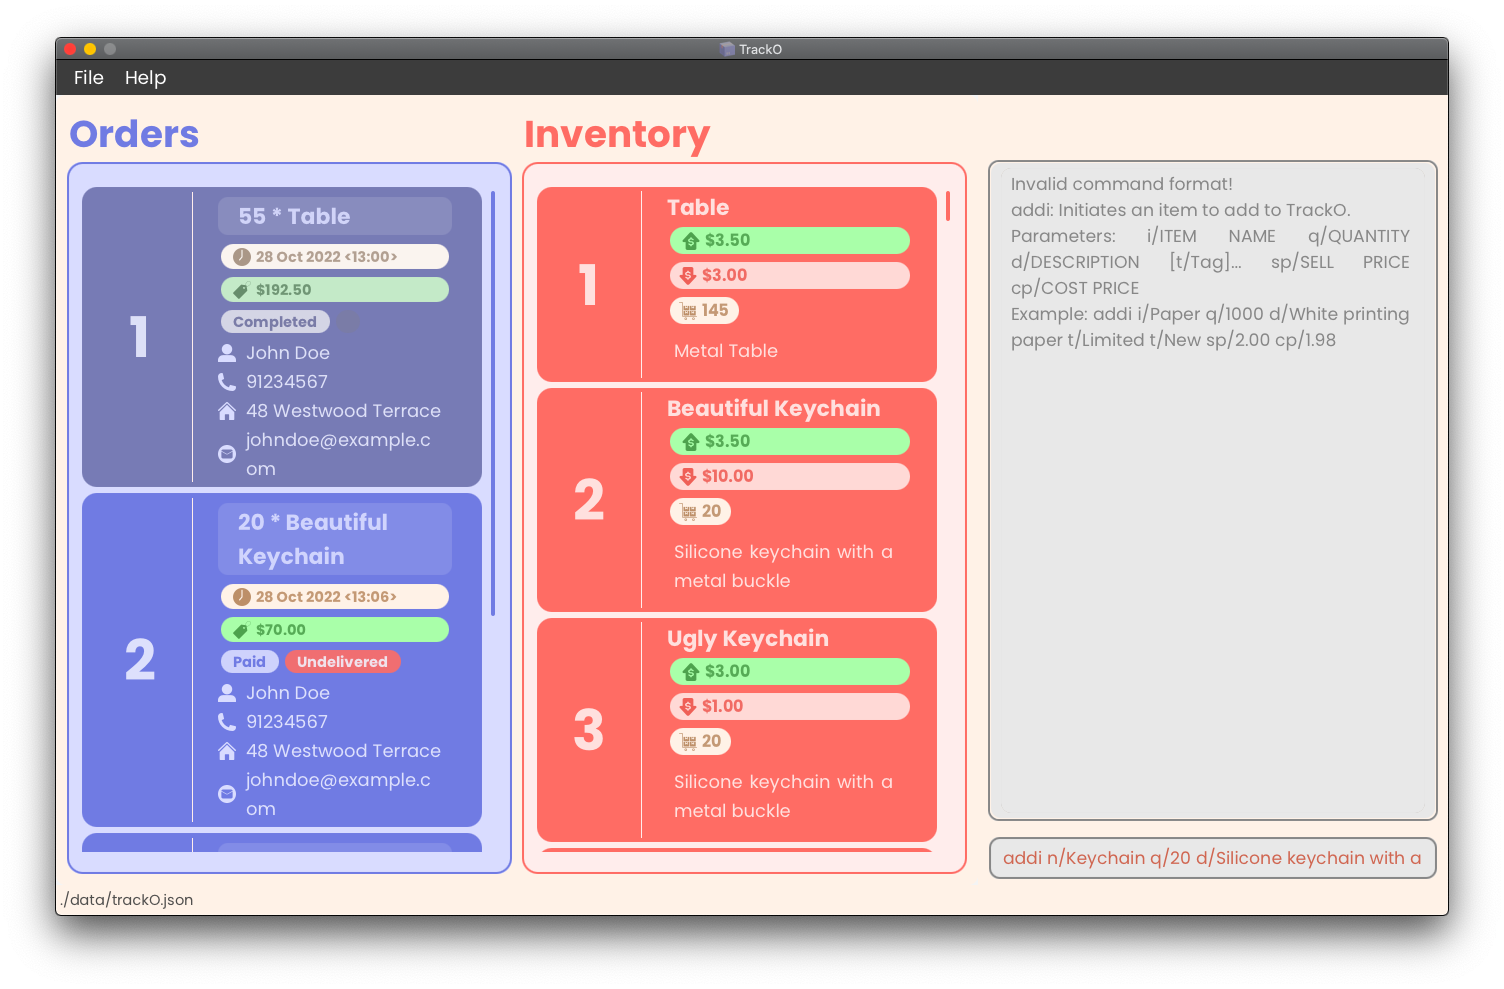 TrackO
File Help
Orders
1
55 * Table
28 Oct 2022 <13:00>
$192.50
Completed
John Doe
91234567
48 Westwood Terrace
johndoe@example.c
om
2
20 * Beautiful
Keychain
28 Oct 2022 <13:06>
$70.00
Paid Undelivered
John Doe
91234567
48 Westwood Terrace
johndoe@example.c
om
Inventory
1
Table
$3.50
$3.00
145
Metal Table
2
Beautiful Keychain
$3.50
$10.00
20
Silicone keychain with a
metal buckle
3
Ugly Keychain
$3.00
$1.00
20
Silicone keychain with a
metal buckle
Invalid command format!
addi: Initiates an item to add to TrackO.
Parameters: i/ITEM NAME q/QUANTITY
d/DESCRIPTION [t/Tag]... sp/SELL PRICE
cp/COST PRICE
Example: addi i/Paper q/1000 d/White printing
paper t/Limited t/New sp/2.00 cp/1.98
addi n/Keychain q/20 d/Silicone keychain with a
./data/trackO.json